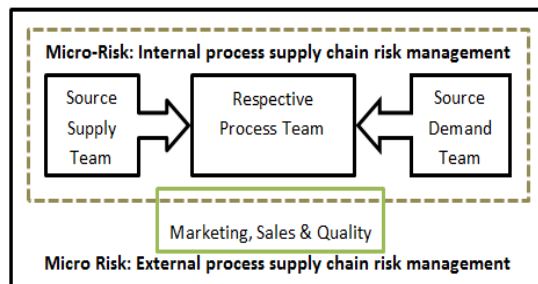 Micro-Risk: Internal process supply chain risk management
Source
Supply
Team
Respective
Process Team
Source
Demand
Team
Marketing, Sales & Quality
Micro Risk: External process supply chain risk management